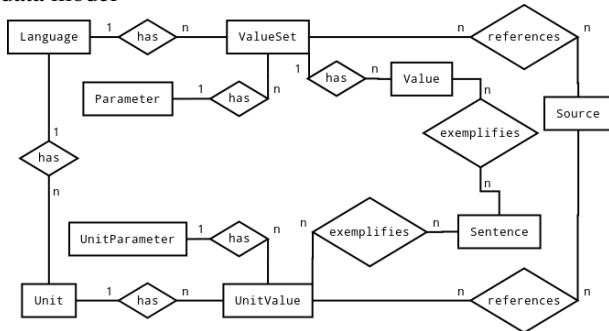 data model
Language 1 has n ValueSet n references n
Parameter 1 has n
1 has n Value n
Source
1
has
n
exemplifies
n
UnitParameter 1 has n
n exemplifies n Sentence
Unit 1 has n UnitValue n references n